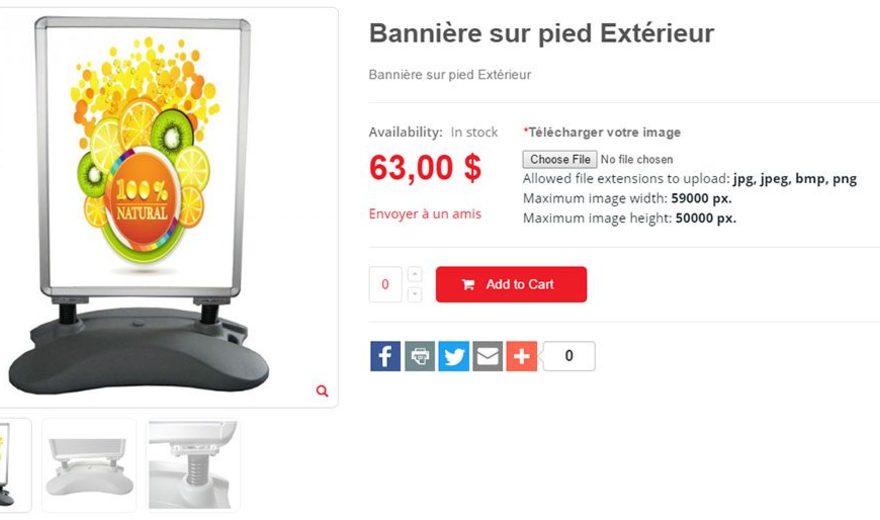 100 %
NATURAL
Bannière sur pied Extérieur
Bannière sur pied Extérieur
Availability: In stock
63,00 $
Envoyer à un amis
*Télécharger votre image
Choose File No file chosen
Allowed file extensions to upload: jpg, jpeg, bmp, png
Maximum image width: 59000 px.
Maximum image height: 50000 px.
0
Add to Cart
0